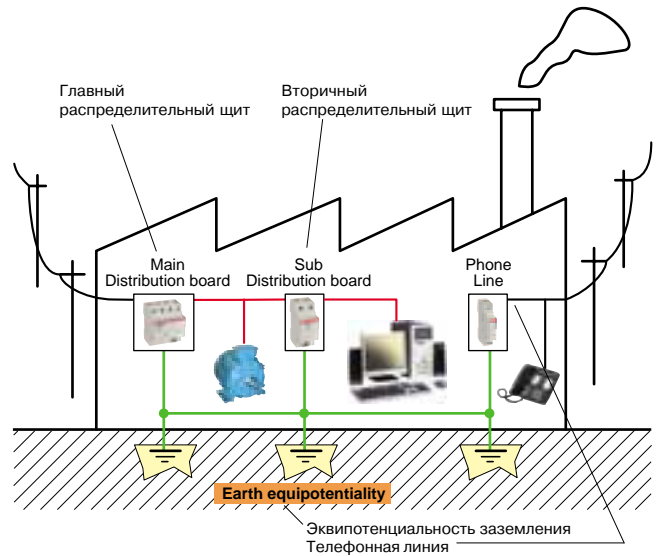 Главный
распределительный щит
Вторичный
распределительный щит
Main
Distribution board
Sub
Distribution board
Phone
Line
Earth equipotentiality
Эквипотенциальность заземления
Телефонная линия